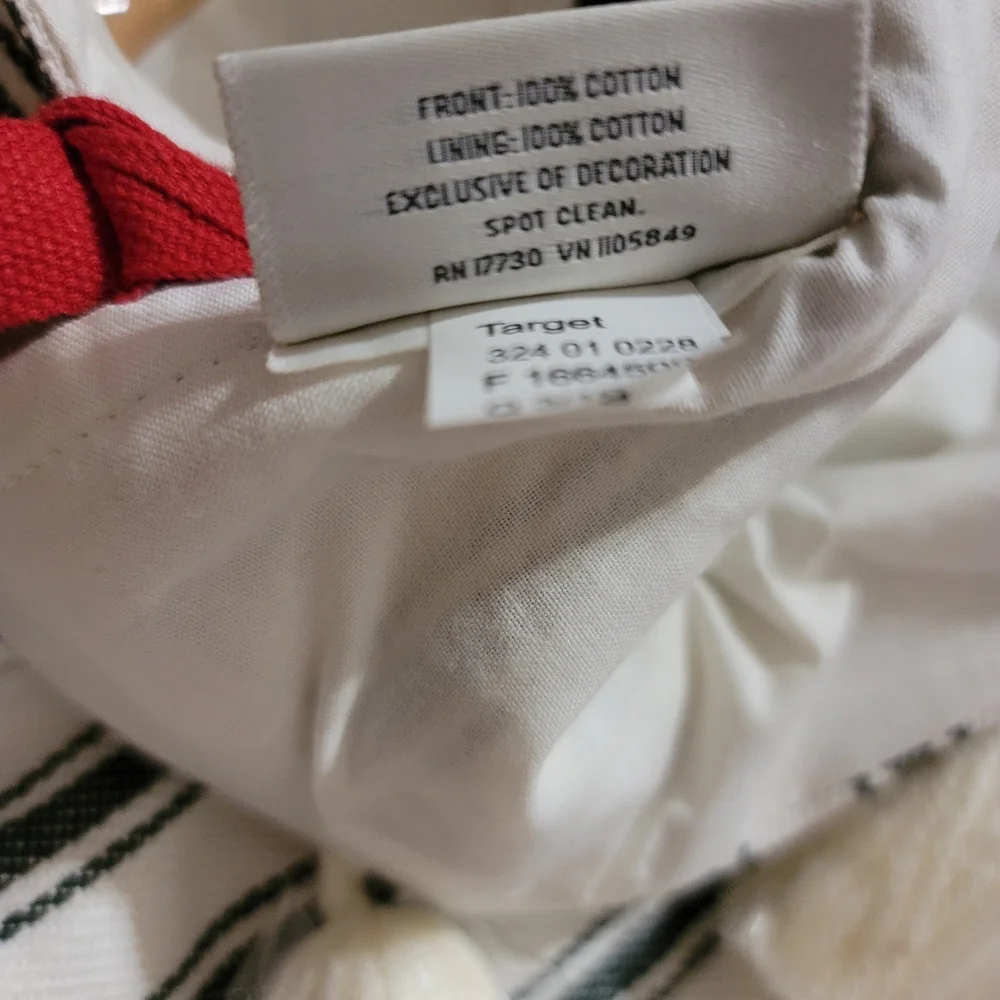 FRONT:100% COTTON
LINING:100% COTTON
EXCLUSIVE OF DECORATION
SPOT CLEAN.
RN 17730 VN 1105849
Target
324 01 0228
F